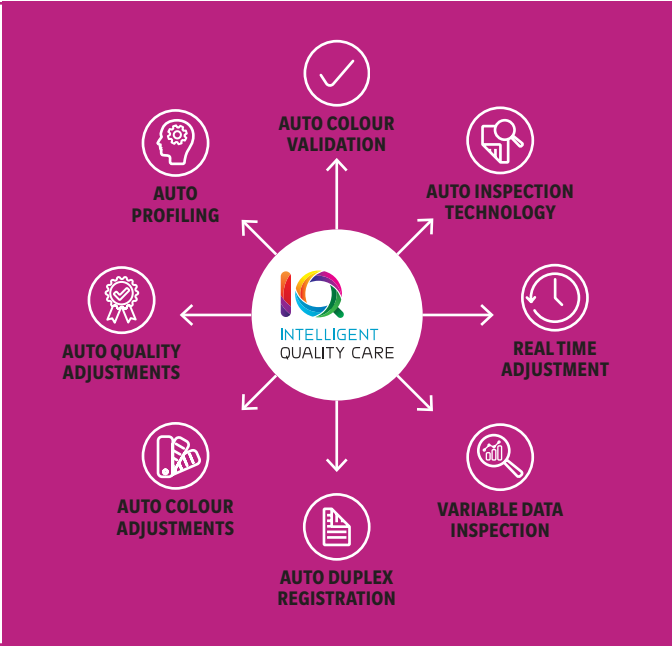 AUTO COLOUR
VALIDATION
AUTO
PROFILING
AUTO INSPECTION
TECHNOLOGY
IQ
INTELLIGENT
QUALITY CARE
AUTO QUALITY
ADJUSTMENTS
REAL TIME
ADJUSTMENT
AUTO COLOUR
ADJUSTMENTS
VARIABLE DATA
INSPECTION
AUTO DUPLEX
REGISTRATION